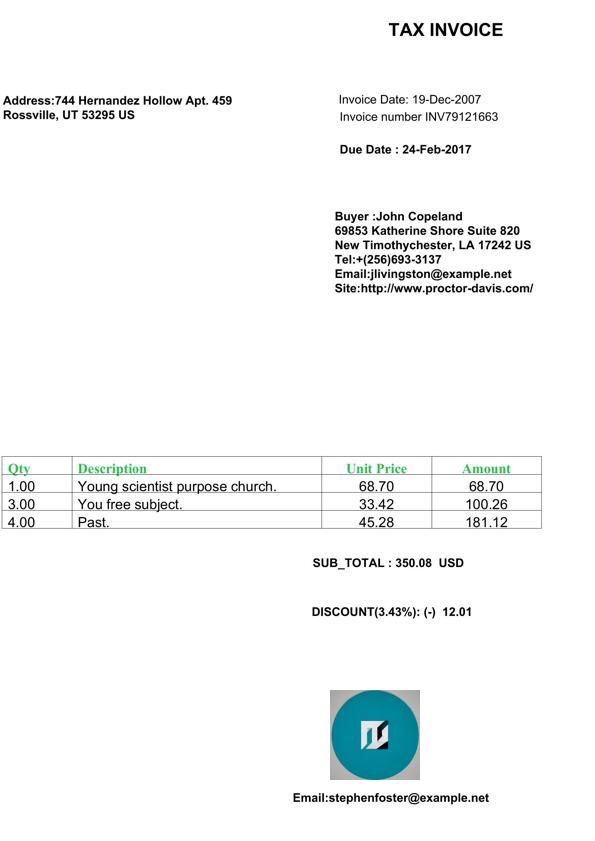 TAX INVOICE
Address:744 Hernandez Hollow Apt. 459
Rossville, UT 53295 US
Invoice Date: 19-Dec-2007
Invoice number INV79121663
Due Date : 24-Feb-2017
Buyer :John Copeland
69853 Katherine Shore Suite 820
New Timothychester, LA 17242 US
Tel:+(256)693-3137
Email:jlivingston@example.net
Site:http://www.proctor-davis.com/
Qty Description Unit Price Amount
1.00 Young scientist purpose church. 68.70 68.70
3.00 You free subject. 33.42 100.26
4.00 Past. 45.28 181.12
SUB_TOTAL : 350.08 USD
DISCOUNT(3.43%): (-) 12.01
Email:stephenfoster@example.net